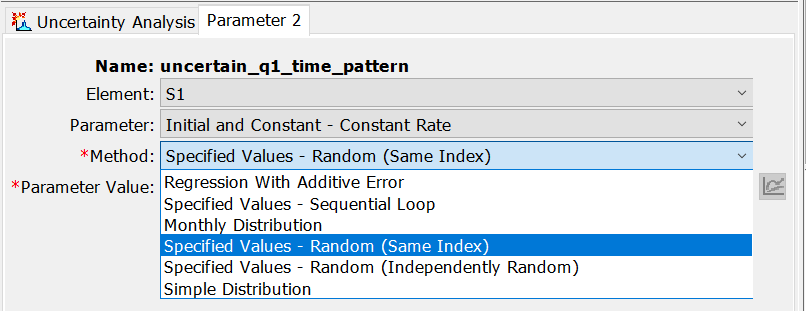 Uncertainty Analysis Parameter 2
Name: uncertain_q1_time_pattern
Element: S1
Parameter: Initial and Constant - Constant Rate
*Method: Specified Values - Random (Same Index)
*Parameter Value:
Regression With Additive Error
Specified Values - Sequential Loop
Monthly Distribution
Specified Values - Random (Same Index)
Specified Values - Random (Independently Random)
Simple Distribution